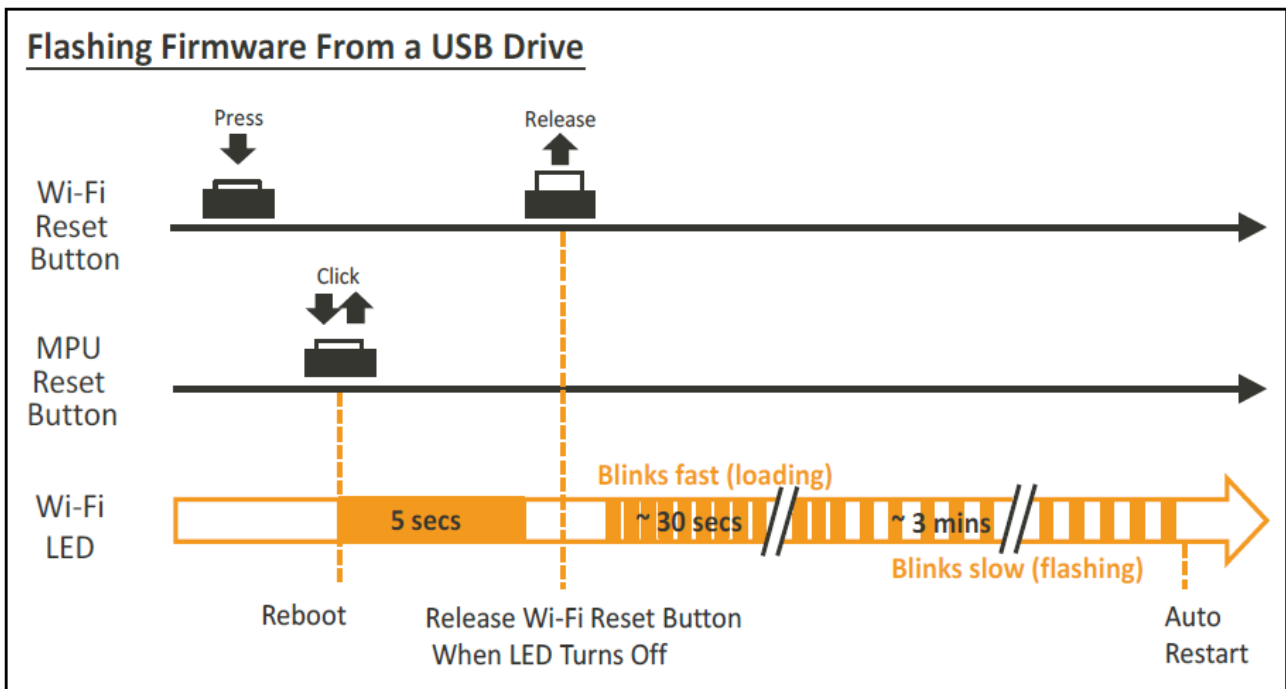 Flashing Firmware From a USB Drive
Press
Release
Wi-Fi
Reset
Button
Click
MPU
Reset
Button
Blinks fast (loading)
Wi-Fi
LED
5 secs
~ 30 secs
~ 3 mins
Blinks slow (flashing)
Reboot
Release Wi-Fi Reset Button
When LED Turns Off
Auto
Restart